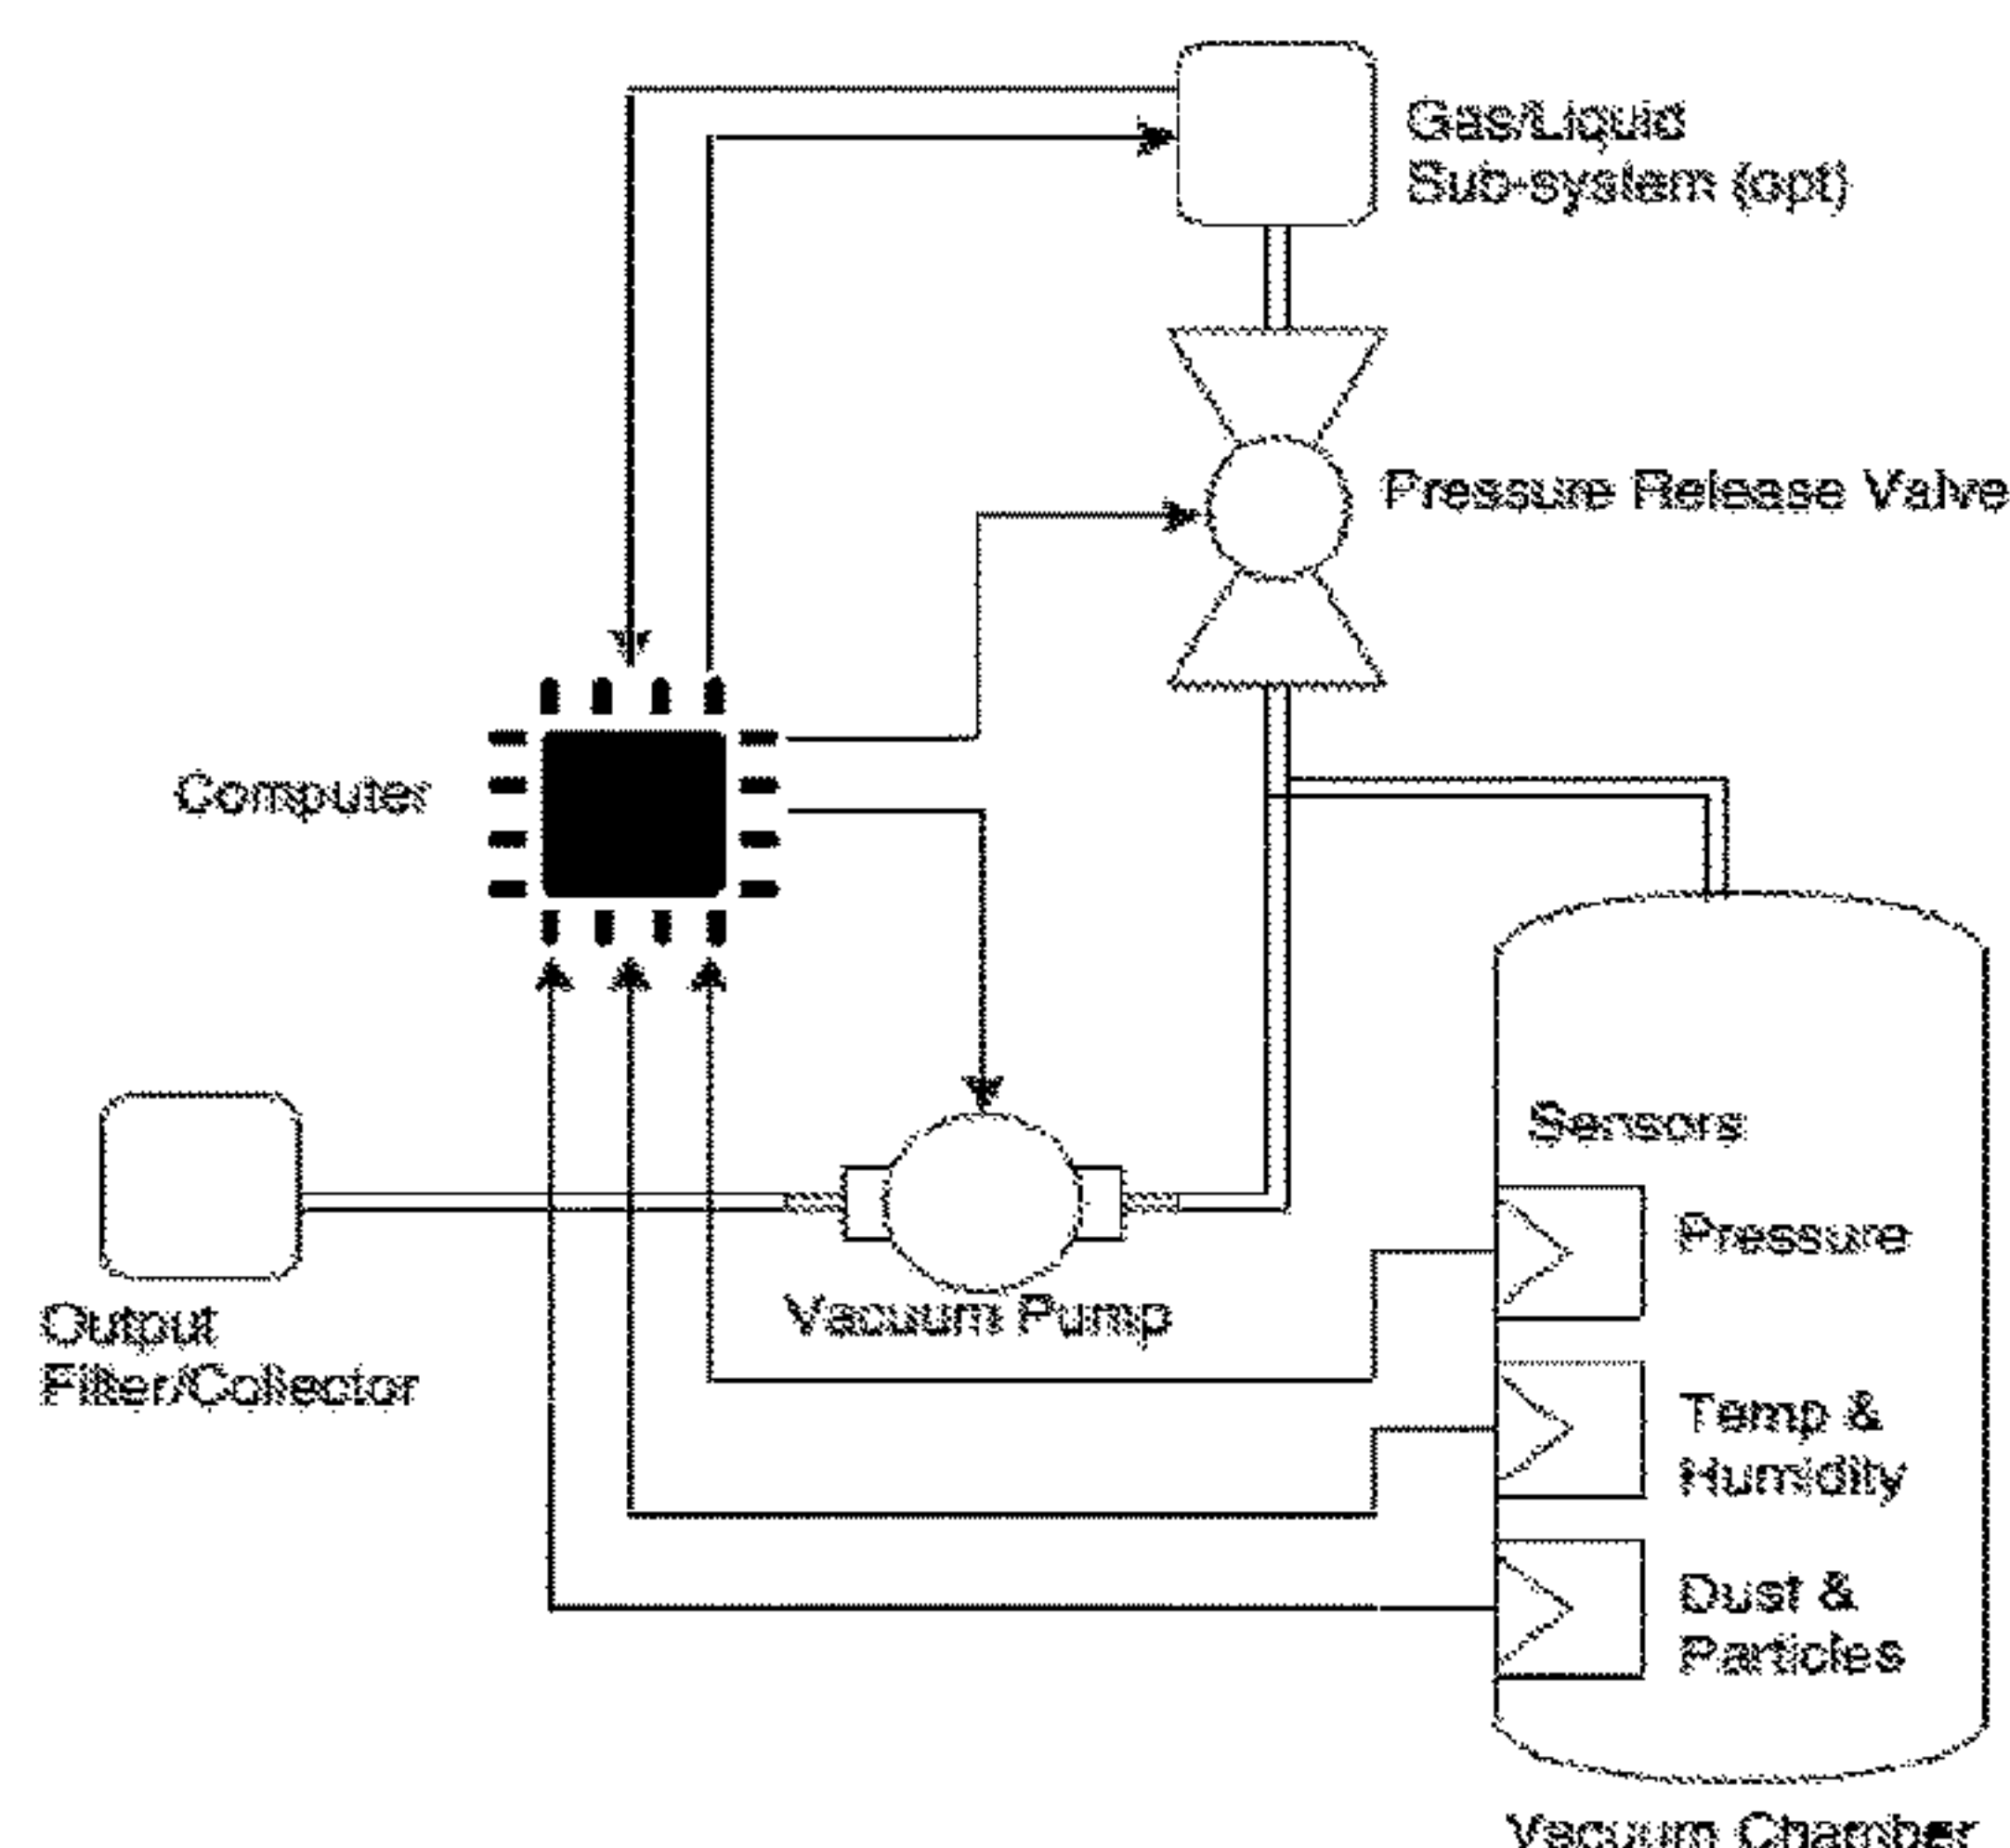 Gas/Liquid
Sub-system (opt)
Pressure Release Valve
Computer
Sensors
Pressure
Vacuum Pump
Output
Filter/Collector
Temp &
Humidity
Dust &
Particles
Vacuum Chamber